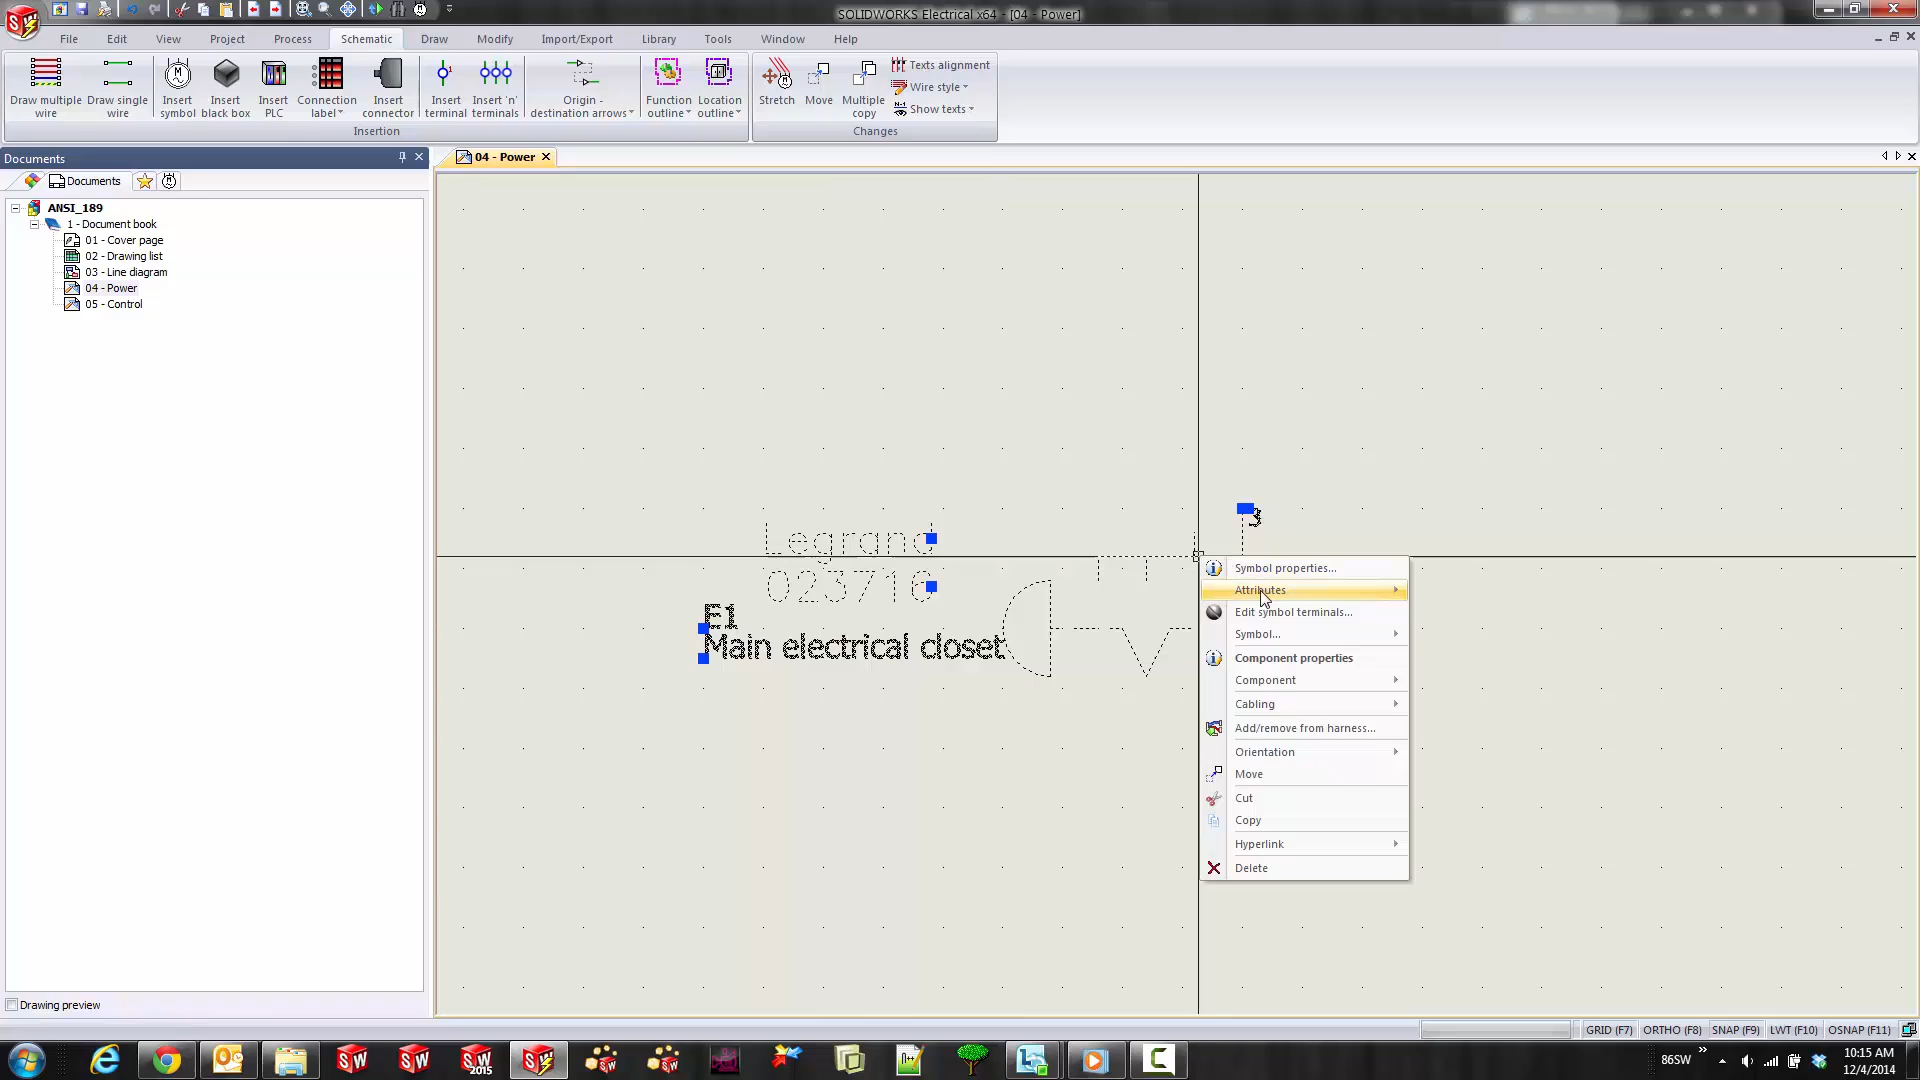 SOLIDWORKS Electrical x64 - [04 - Power]
File Edit View Project Process Schematic Draw Modify Import/Export Library Tools Window Help
Draw multiple wire
Draw single wire
Insert symbol
Insert black box
Insert PLC
Connection label
Insert connector
Insert terminal
Insert 'n' terminals
Origin - destination arrows
Function outline
Location outline
Stretch
Move
Multiple copy
Texts alignment
Wire style
Show texts
Insertion
Changes
Documents
04 - Power
Documents
ANSI_189
1 - Document book
01 - Cover page
02 - Drawing list
03 - Line diagram
04 - Power
05 - Control
3
Legrand
023716
Main electrical closet
Symbol properties...
Attributes
Edit symbol terminals...
Symbol...
Component properties
Component
Cabling
Add/remove from harness...
Orientation
Move
Cut
Copy
Hyperlink
Delete
Drawing preview
GRID (F7) ORTHO (F8) SNAP (F9) LWT (F10) OSNAP (F11)
2015
86SW
10:15 AM
12/4/2014